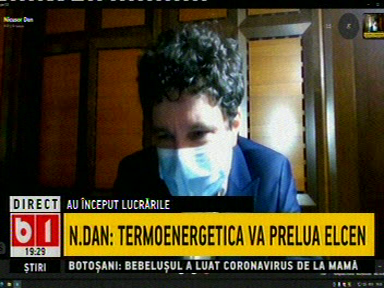 Nicusor Dan
DIRECT
AU ÎNCEPUT LUCRĂRILE
b1
19:29
N.DAN: TERMOENERGETICA VA PRELUA ELCEN
ȘTIRI
BOTOȘANI: BEBELUȘUL A LUAT CORONAVIRUS DE LA MAMĂ